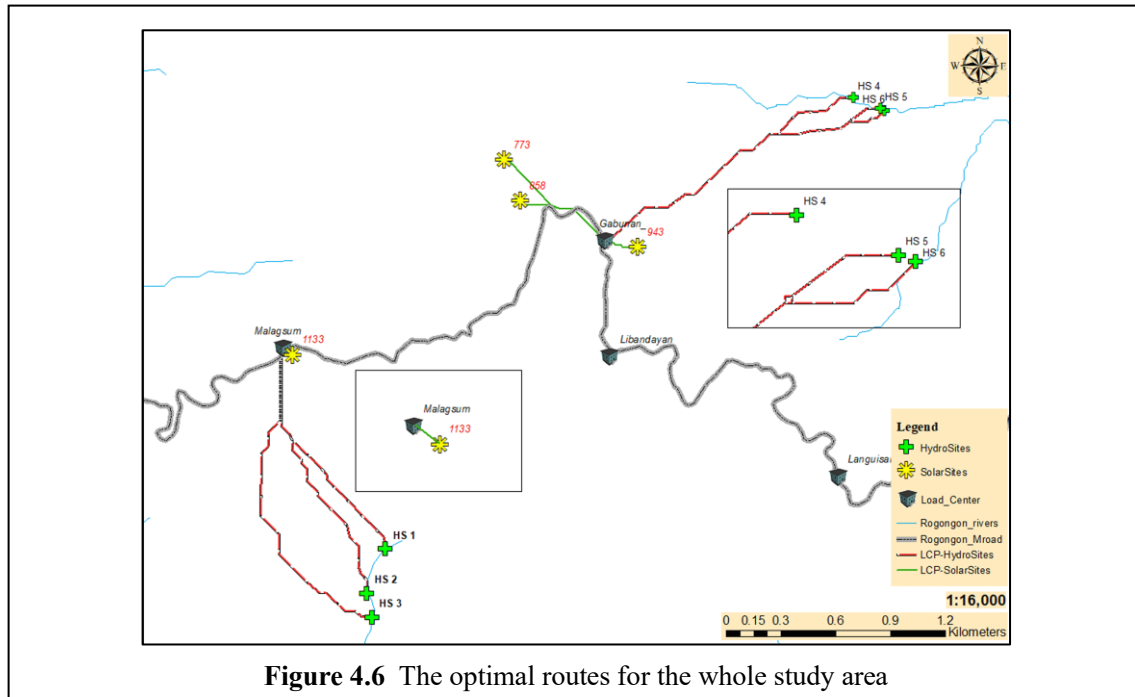 N
W E
S
HS 4
HS 6 HS 5
773
858
Gaburran_
943
HS 4
HS 5
HS 6
Malagsum
1133
Libandayan
Malagsum
1133
Legend
HydroSites
SolarSites
Load_Center
Rogongon_rivers
Rogongon_Mroad
LCP-HydroSites
LCP-SolarSites
HS 1
HS 2
HS 3
1:16,000
0 0.15 0.3 0.6 0.9 1.2
Kilometers
Figure 4.6 The optimal routes for the whole study area